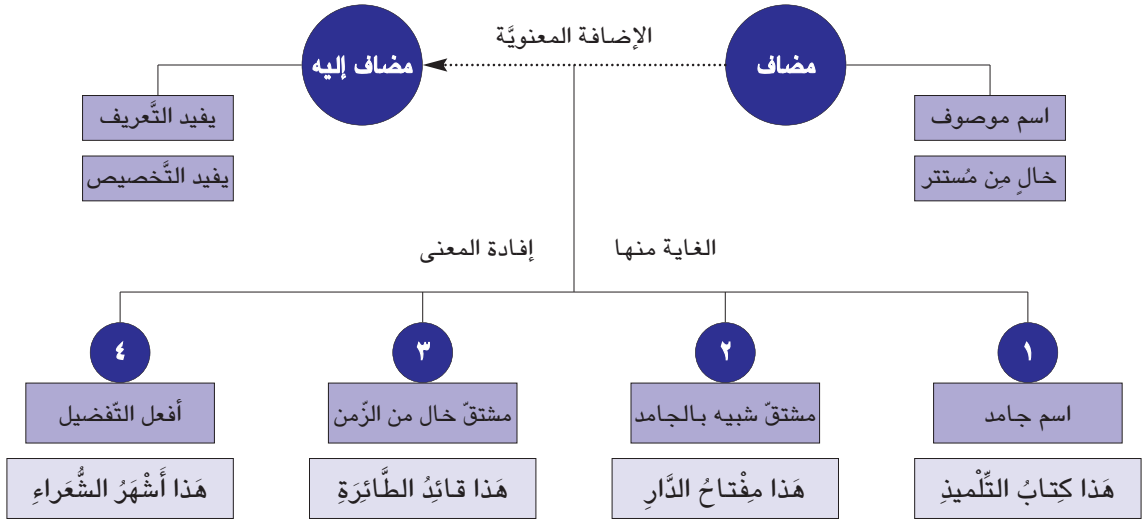 الإضافة المعنويَّة
مضاف
مضاف إليه
اسم موصوف
خالٍ مِن مُستتر
يفيد التَّعريف
يفيد التَّخصيص
الغاية منها
إفادة المعنى
١
٢
٣
٤
اسم جامد
مشتقّ شبيه بالجامد
مشتقّ خال من الزّمن
أفعل التّفضيل
هَذا كِتابُ التِّلْميذِ
هَذا مِفْتاحُ الدَّارِ
هَذا قائِدُ الطَّائِرَةِ
هَذا أَشْهَرُ الشُّعَراءِ